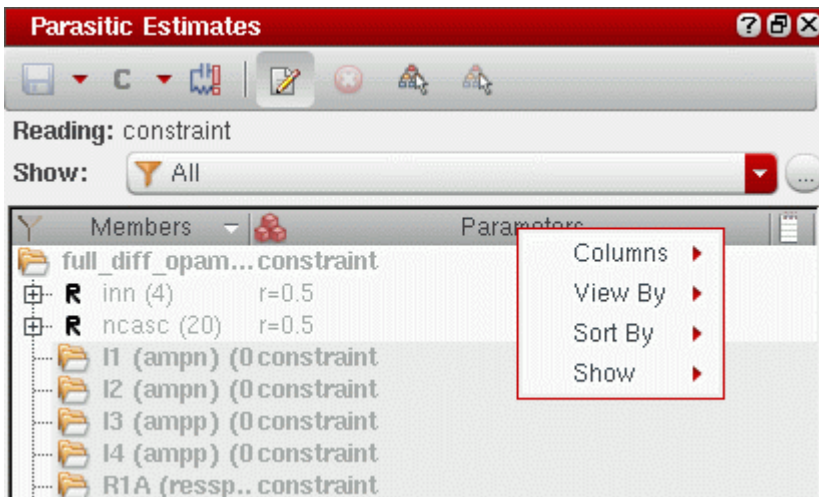 Parasitic Estimates
C
Reading: constraint
Show: All ...
Members Parameters
full_diff_opam... constraint
R inn (4) r=0.5
R ncasc (20) r=0.5
I1 (ampn) (0 constraint
I2 (ampn) (0 constraint
I3 (ampp) (0 constraint
I4 (ampp) (0 constraint
R1A (ressp.. constraint
Columns
View By
Sort By
Show